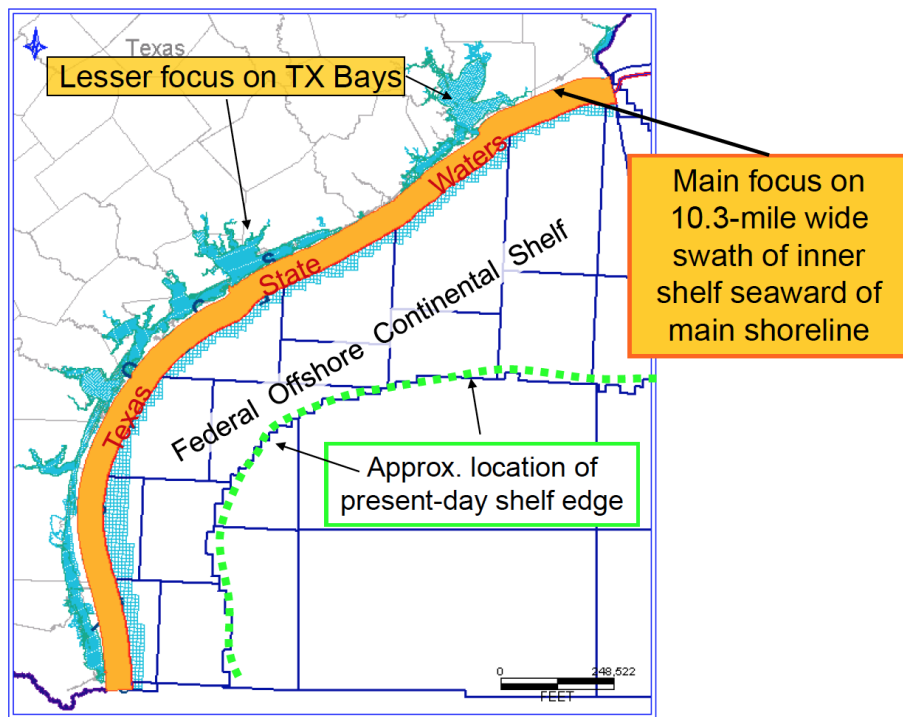 Texas
Lesser focus on TX Bays
Texas State Waters
Main focus on
10.3-mile wide
swath of inner
shelf seaward of
main shoreline
Federal Offshore Continental Shelf
Approx. location of
present-day shelf edge
0 248,522
FEET